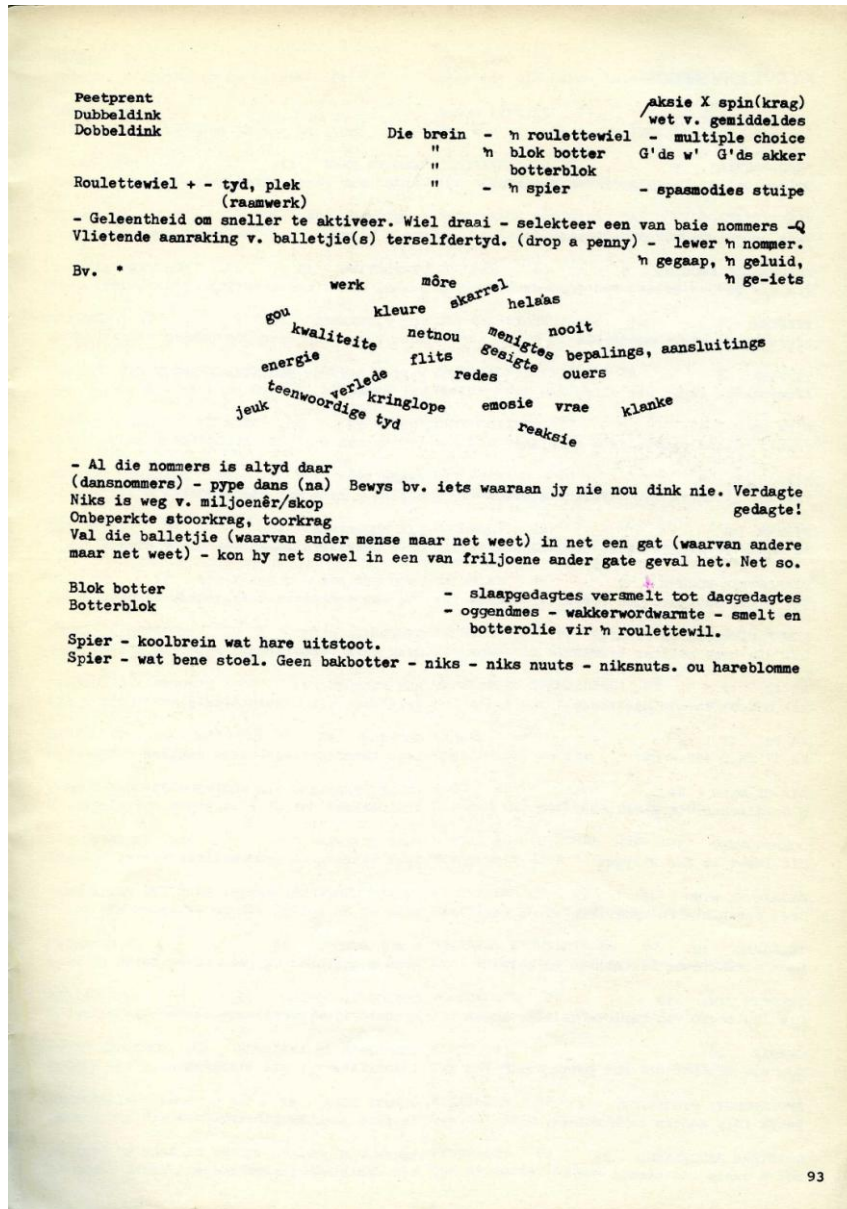 Peetprent
aksie X spin(krag)
Dubbeldink
wet v. gemiddeldes
Dobbeldink
Die brein - 'n roulettewiel - multiple choice
" 'n blok botter G'ds w' G'ds akker
" botterblok
Roulettewiel + - tyd, plek " - 'n spier - spasmodies stuipe
(raamwerk)
- Geleentheid om sneller te aktiveer. Wiel draai - selekteer een van baie nommers -Q
Vlietende aanraking v. balletjie(s) terselfdertyd. (drop a penny) - lewer 'n nommer.
'n gegaap, 'n geluid,
Bv. *
'n ge-iets
werk môre
skarrel helaas
gou kleure
kwaliteite netnou menigtes nooit
energie flits gesigte bepalings, aansluitings
verlede redes ouers
teenwoordige tyd kringlope emosie vrae klanke
jeuk
reaksie
- Al die nommers is altyd daar
(dansnommers) - pype dans (na) Bewys bv. iets waaraan jy nie nou dink nie. Verdagte
Niks is weg v. miljoenêr/skop gedagte!
Onbeperkte stoorkrag, toorkrag
Val die balletjie (waarvan ander mense maar net weet) in net een gat (waarvan andere
maar net weet) - kon hy net sowel in een van friljoene ander gate geval het. Net so.
Blok botter - slaapgedagtes versmelt tot daggedagtes
Botterblok - oggendmes - wakkerwordwarmte - smelt en
botterolie vir 'n roulettewil.
Spier - koolbrein wat hare uitstoot.
Spier - wat bene stoel. Geen bakbotter - niks - niks nuuts - niksnuts. ou hareblomme
93